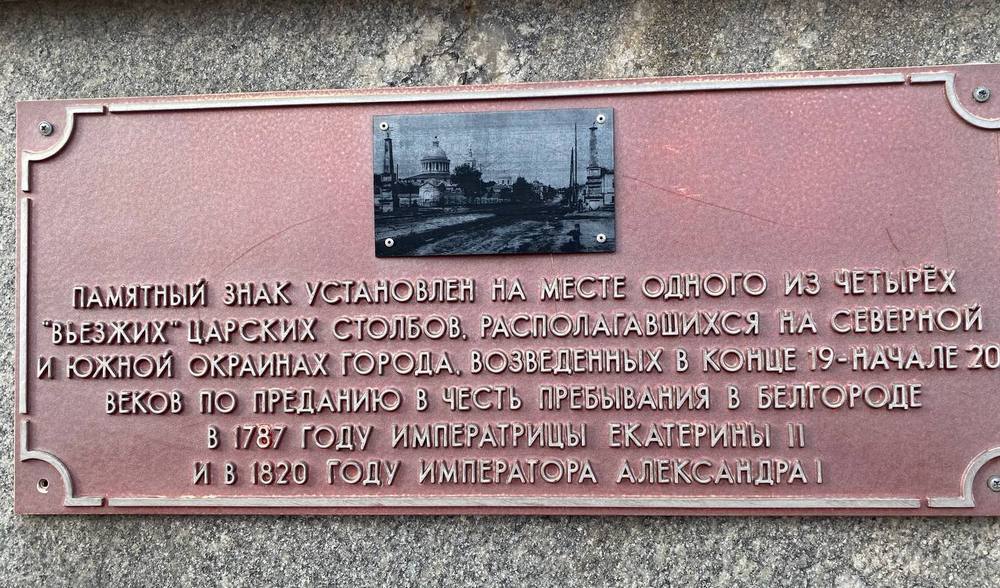 ПАМЯТНЫЙ ЗНАК УСТАНОВЛЕН НА МЕСТЕ ОДНОГО ИЗ ЧЕТЫРЁХ
"ВЬЕЗЖИХ" ЦАРСКИХ СТОЛБОВ, РАСПОЛАГАВШИХСЯ НА СЕВЕРНОЙ
И ЮЖНОЙ ОКРАИНАХ ГОРОДА, ВОЗВЕДЕННЫХ В КОНЦЕ 19-НАЧАЛЕ 20
ВЕКОВ ПО ПРЕДАНИЮ В ЧЕСТЬ ПРЕБЫВАНИЯ В БЕЛГОРОДЕ
В 1787 ГОДУ ИМПЕРАТРИЦЫ ЕКАТЕРИНЫ II
И В 1820 ГОДУ ИМПЕРАТОРА АЛЕКСАНДРА I